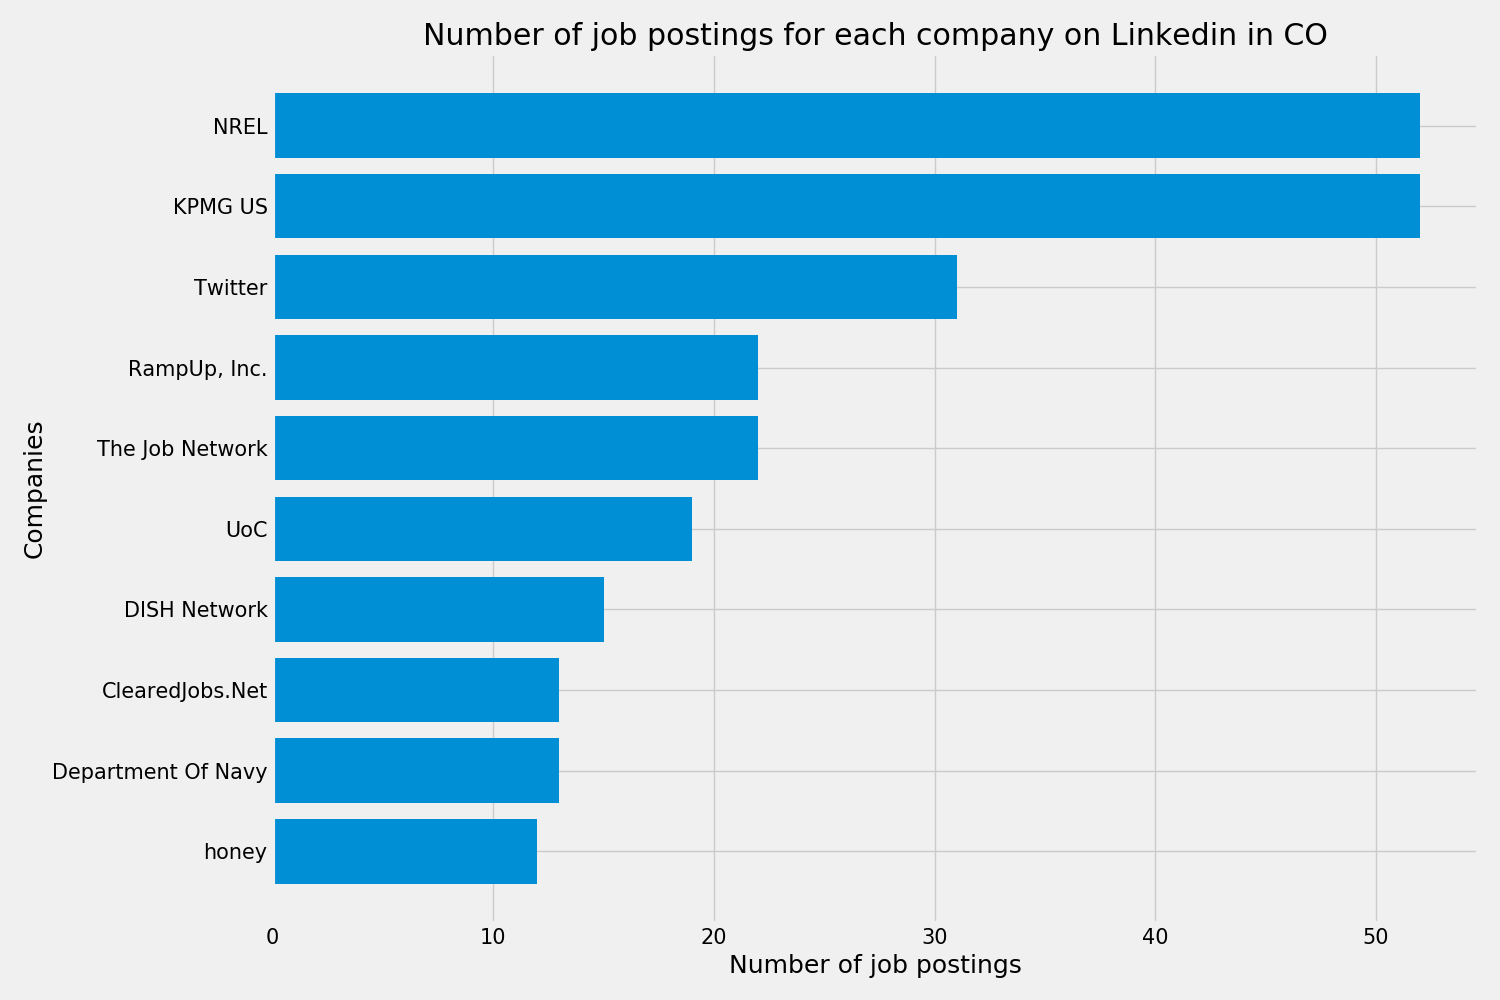 Number of job postings for each company on Linkedin in CO
NREL
KPMG US
Twitter
RampUp, Inc.
The Job Network
UoC
DISH Network
ClearedJobs.Net
Department Of Navy
honey
Companies
0 10 20 30 40 50
Number of job postings